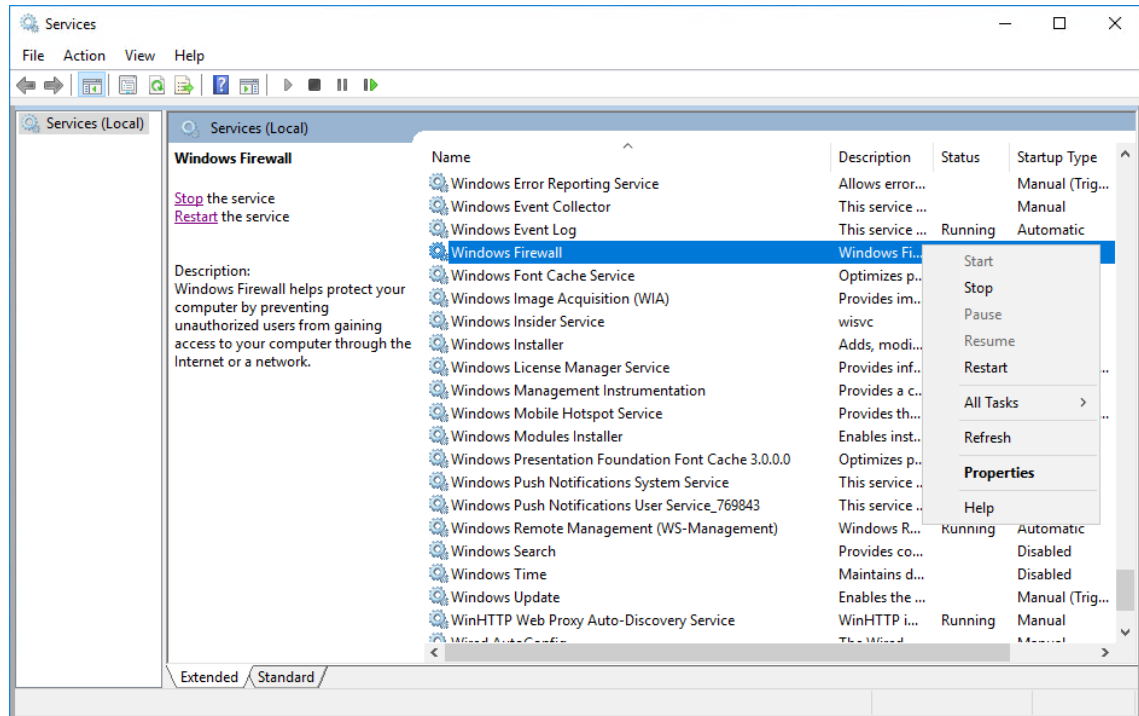 Services
File Action View Help
Services (Local)
Services (Local)
Windows Firewall
Stop the service
Restart the service
Description:
Windows Firewall helps protect your
computer by preventing
unauthorized users from gaining
access to your computer through the
Internet or a network.
Name Description Status Startup Type
Windows Error Reporting Service Allows error... Manual (Trig...
Windows Event Collector This service ... Manual
Windows Event Log This service ... Running Automatic
Windows Firewall Windows Fi...
Windows Font Cache Service Optimizes p..
Windows Image Acquisition (WIA) Provides im..
Windows Insider Service wisvc
Windows Installer Adds, modi..
Windows License Manager Service Provides inf.. ..
Windows Management Instrumentation Provides a c..
Windows Mobile Hotspot Service Provides th.. ..
Windows Modules Installer Enables inst..
Windows Presentation Foundation Font Cache 3.0.0.0 Optimizes p..
Windows Push Notifications System Service This service ..
Windows Push Notifications User Service_769843 This service ..
Windows Remote Management (WS-Management) Windows R... Running Automatic
Windows Search Provides co... Disabled
Windows Time Maintains d... Disabled
Windows Update Enables the ... Manual (Trig...
WinHTTP Web Proxy Auto-Discovery Service WinHTTP i... Running Manual
Wired AutoConfig The Wired Manual
Start
Stop
Pause
Resume
Restart
All Tasks
Refresh
Properties
Help
Extended Standard